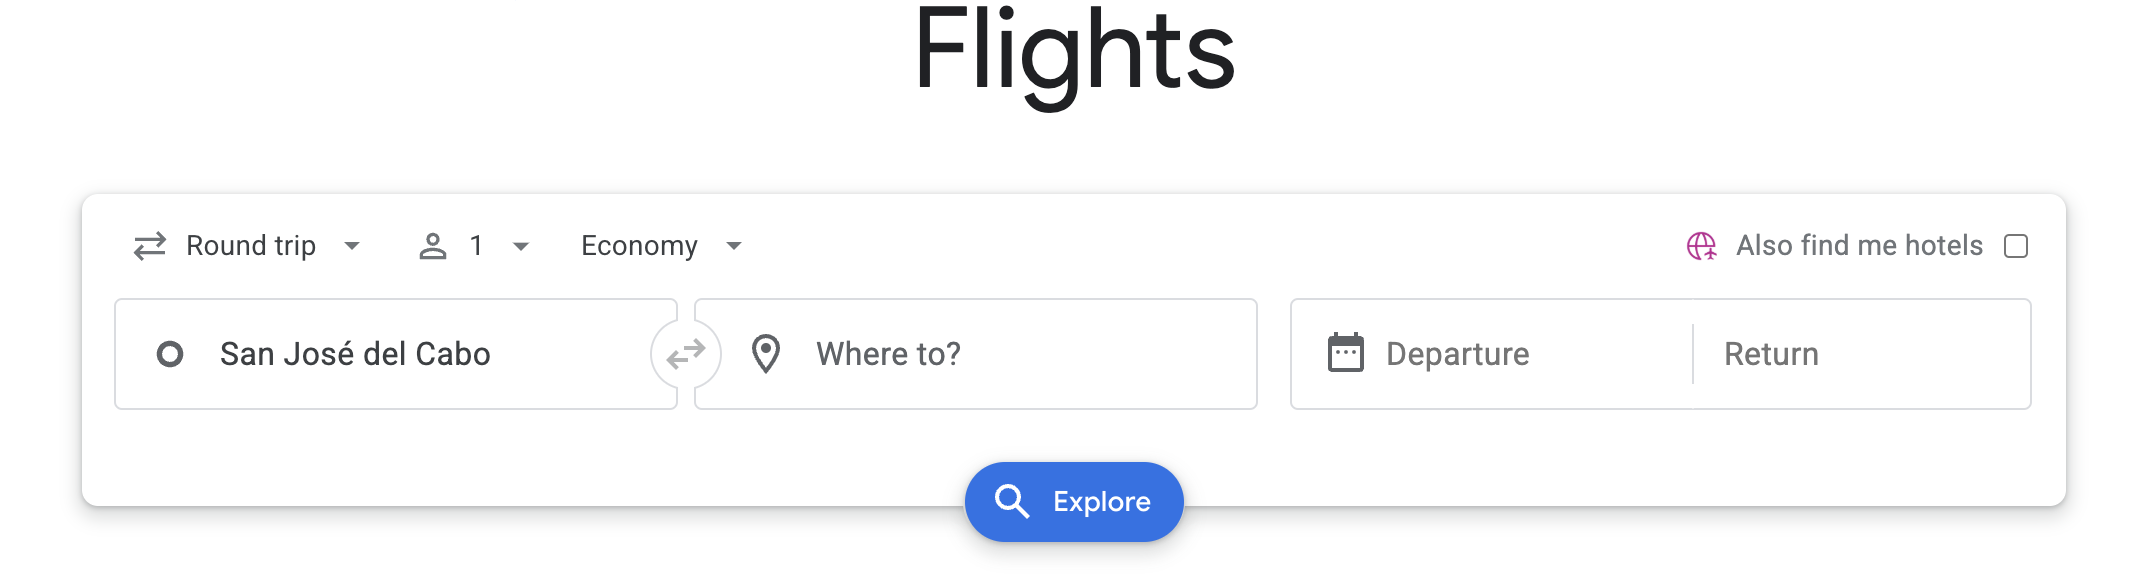 Flights
Round trip 1 Economy Also find me hotels
San José del Cabo Where to? Departure Return
Explore